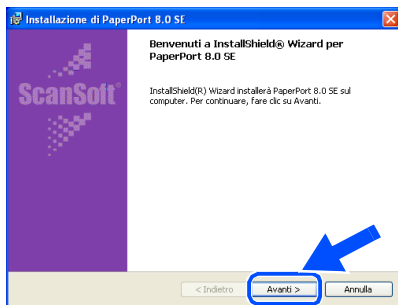 Installazione di PaperPort 8.0 SE
Benvenuti a InstallShield® Wizard per
PaperPort 8.0 SE
ScanSoft®
InstallShield(R) Wizard installerà PaperPort 8.0 SE sul
computer. Per continuare, fare clic su Avanti.
< Indietro
Avanti >
Annulla